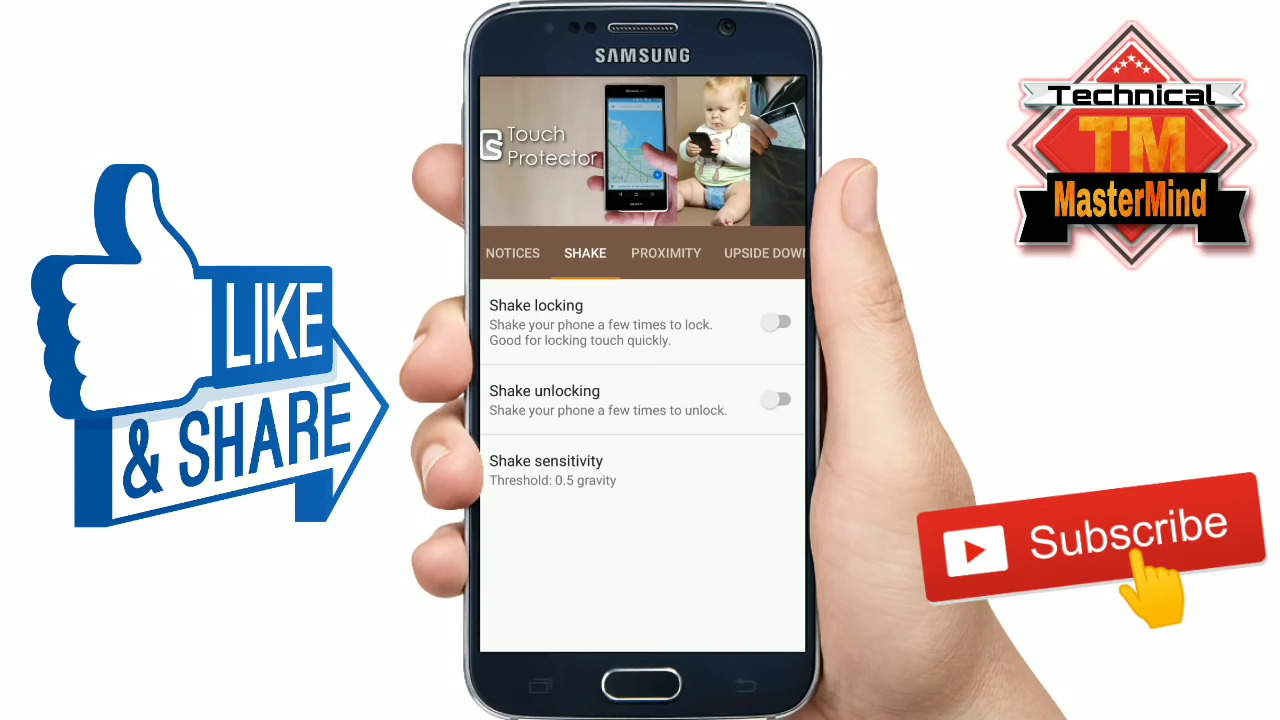 SAMSUNG
Touch
Protector
NOTICES SHAKE PROXIMITY UPSIDE DOWN
Shake locking
Shake your phone a few times to lock.
Good for locking touch quickly.
Shake unlocking
Shake your phone a few times to unlock.
Shake sensitivity
Threshold: 0.5 gravity
LIKE
& SHARE
Technical
TM
MasterMind
Subscribe